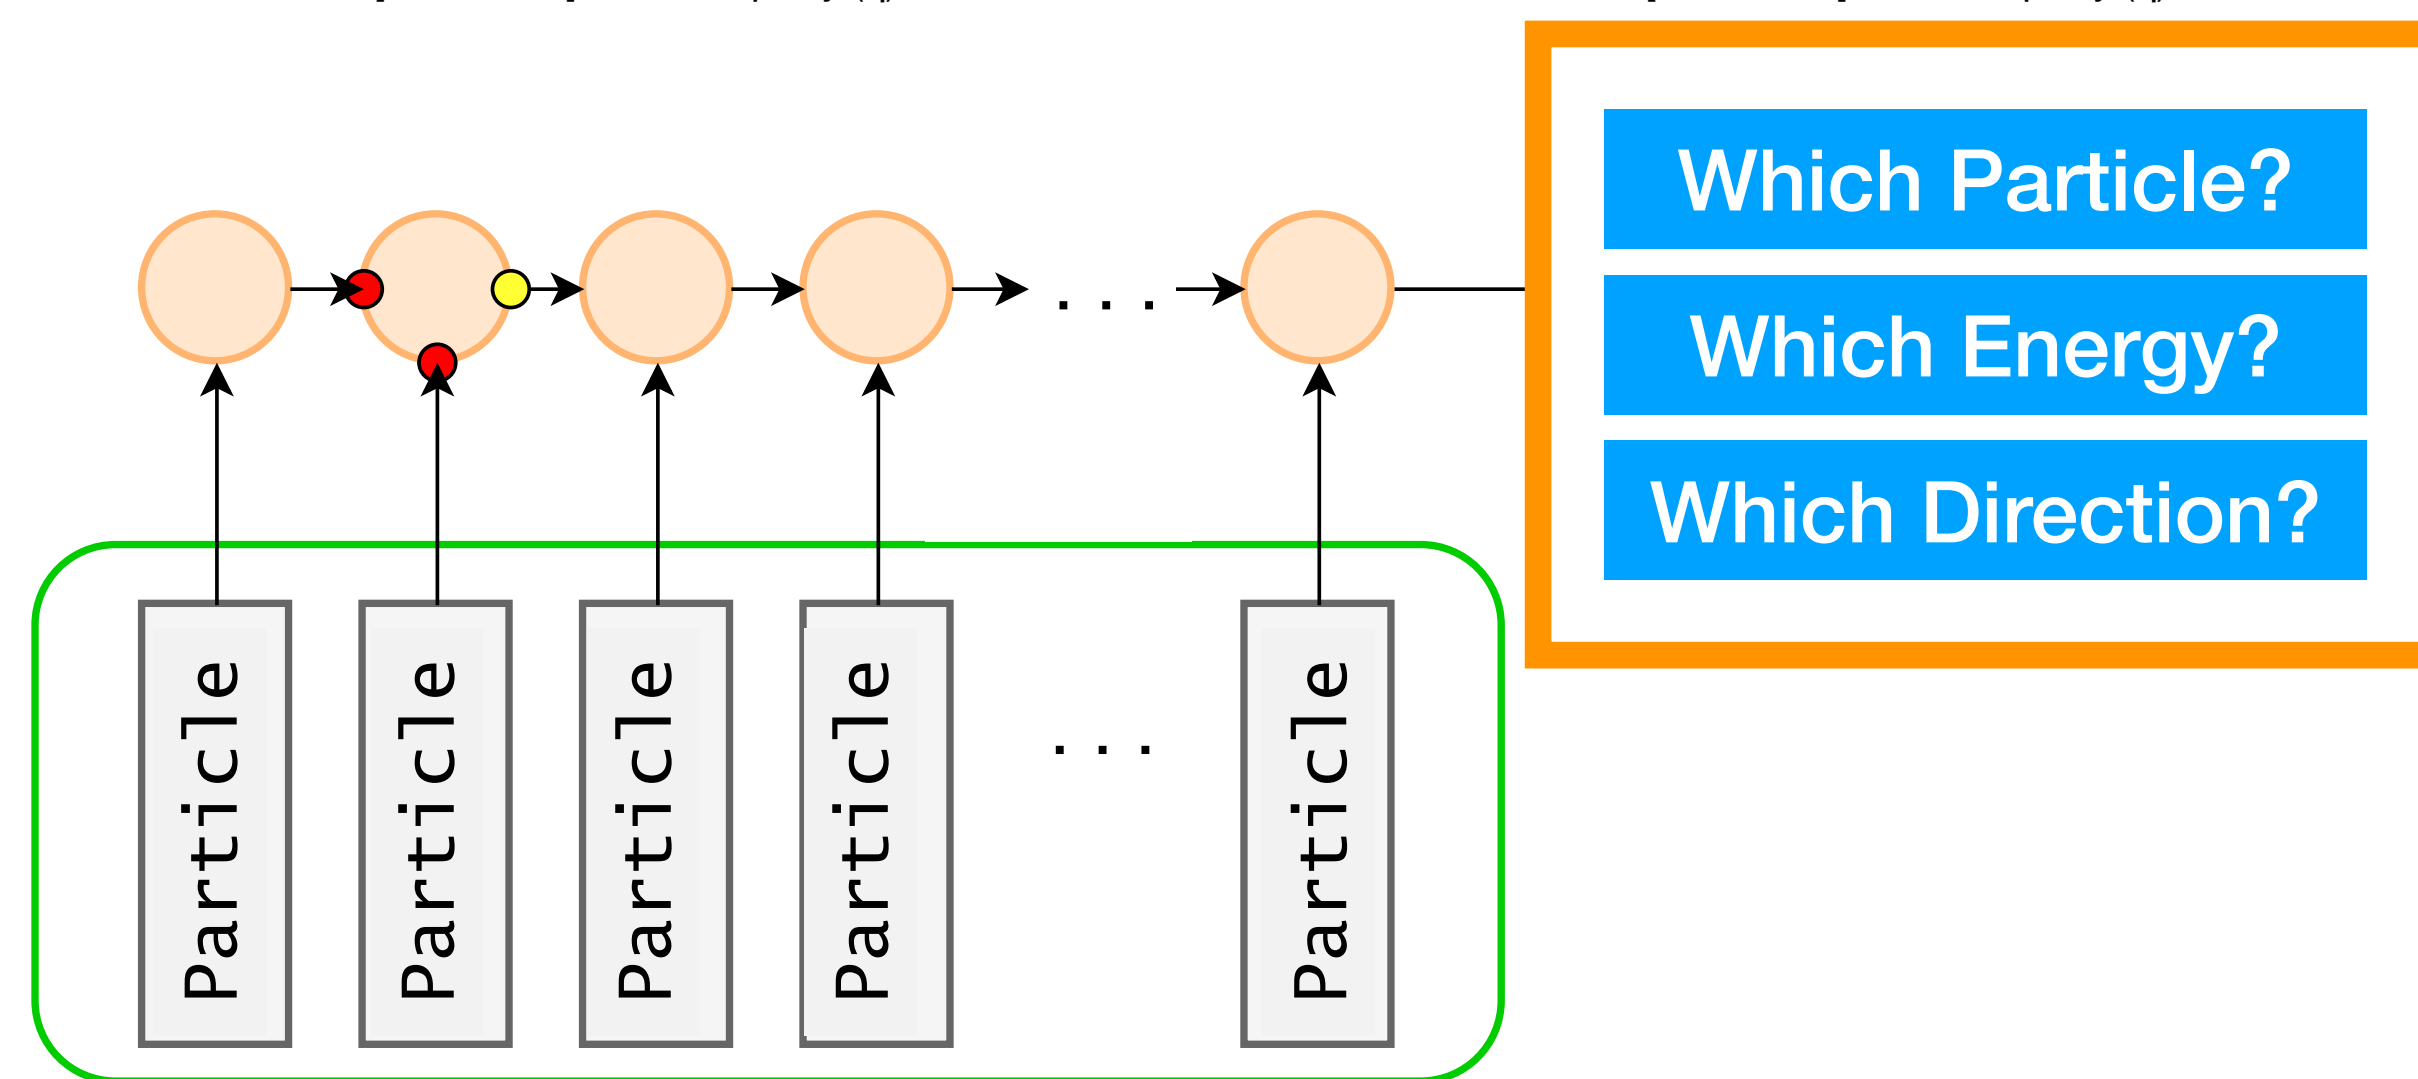 Which Particle?
Which Energy?
Which Direction?
. . .
Particle
Particle
Particle
Particle
. . .
Particle